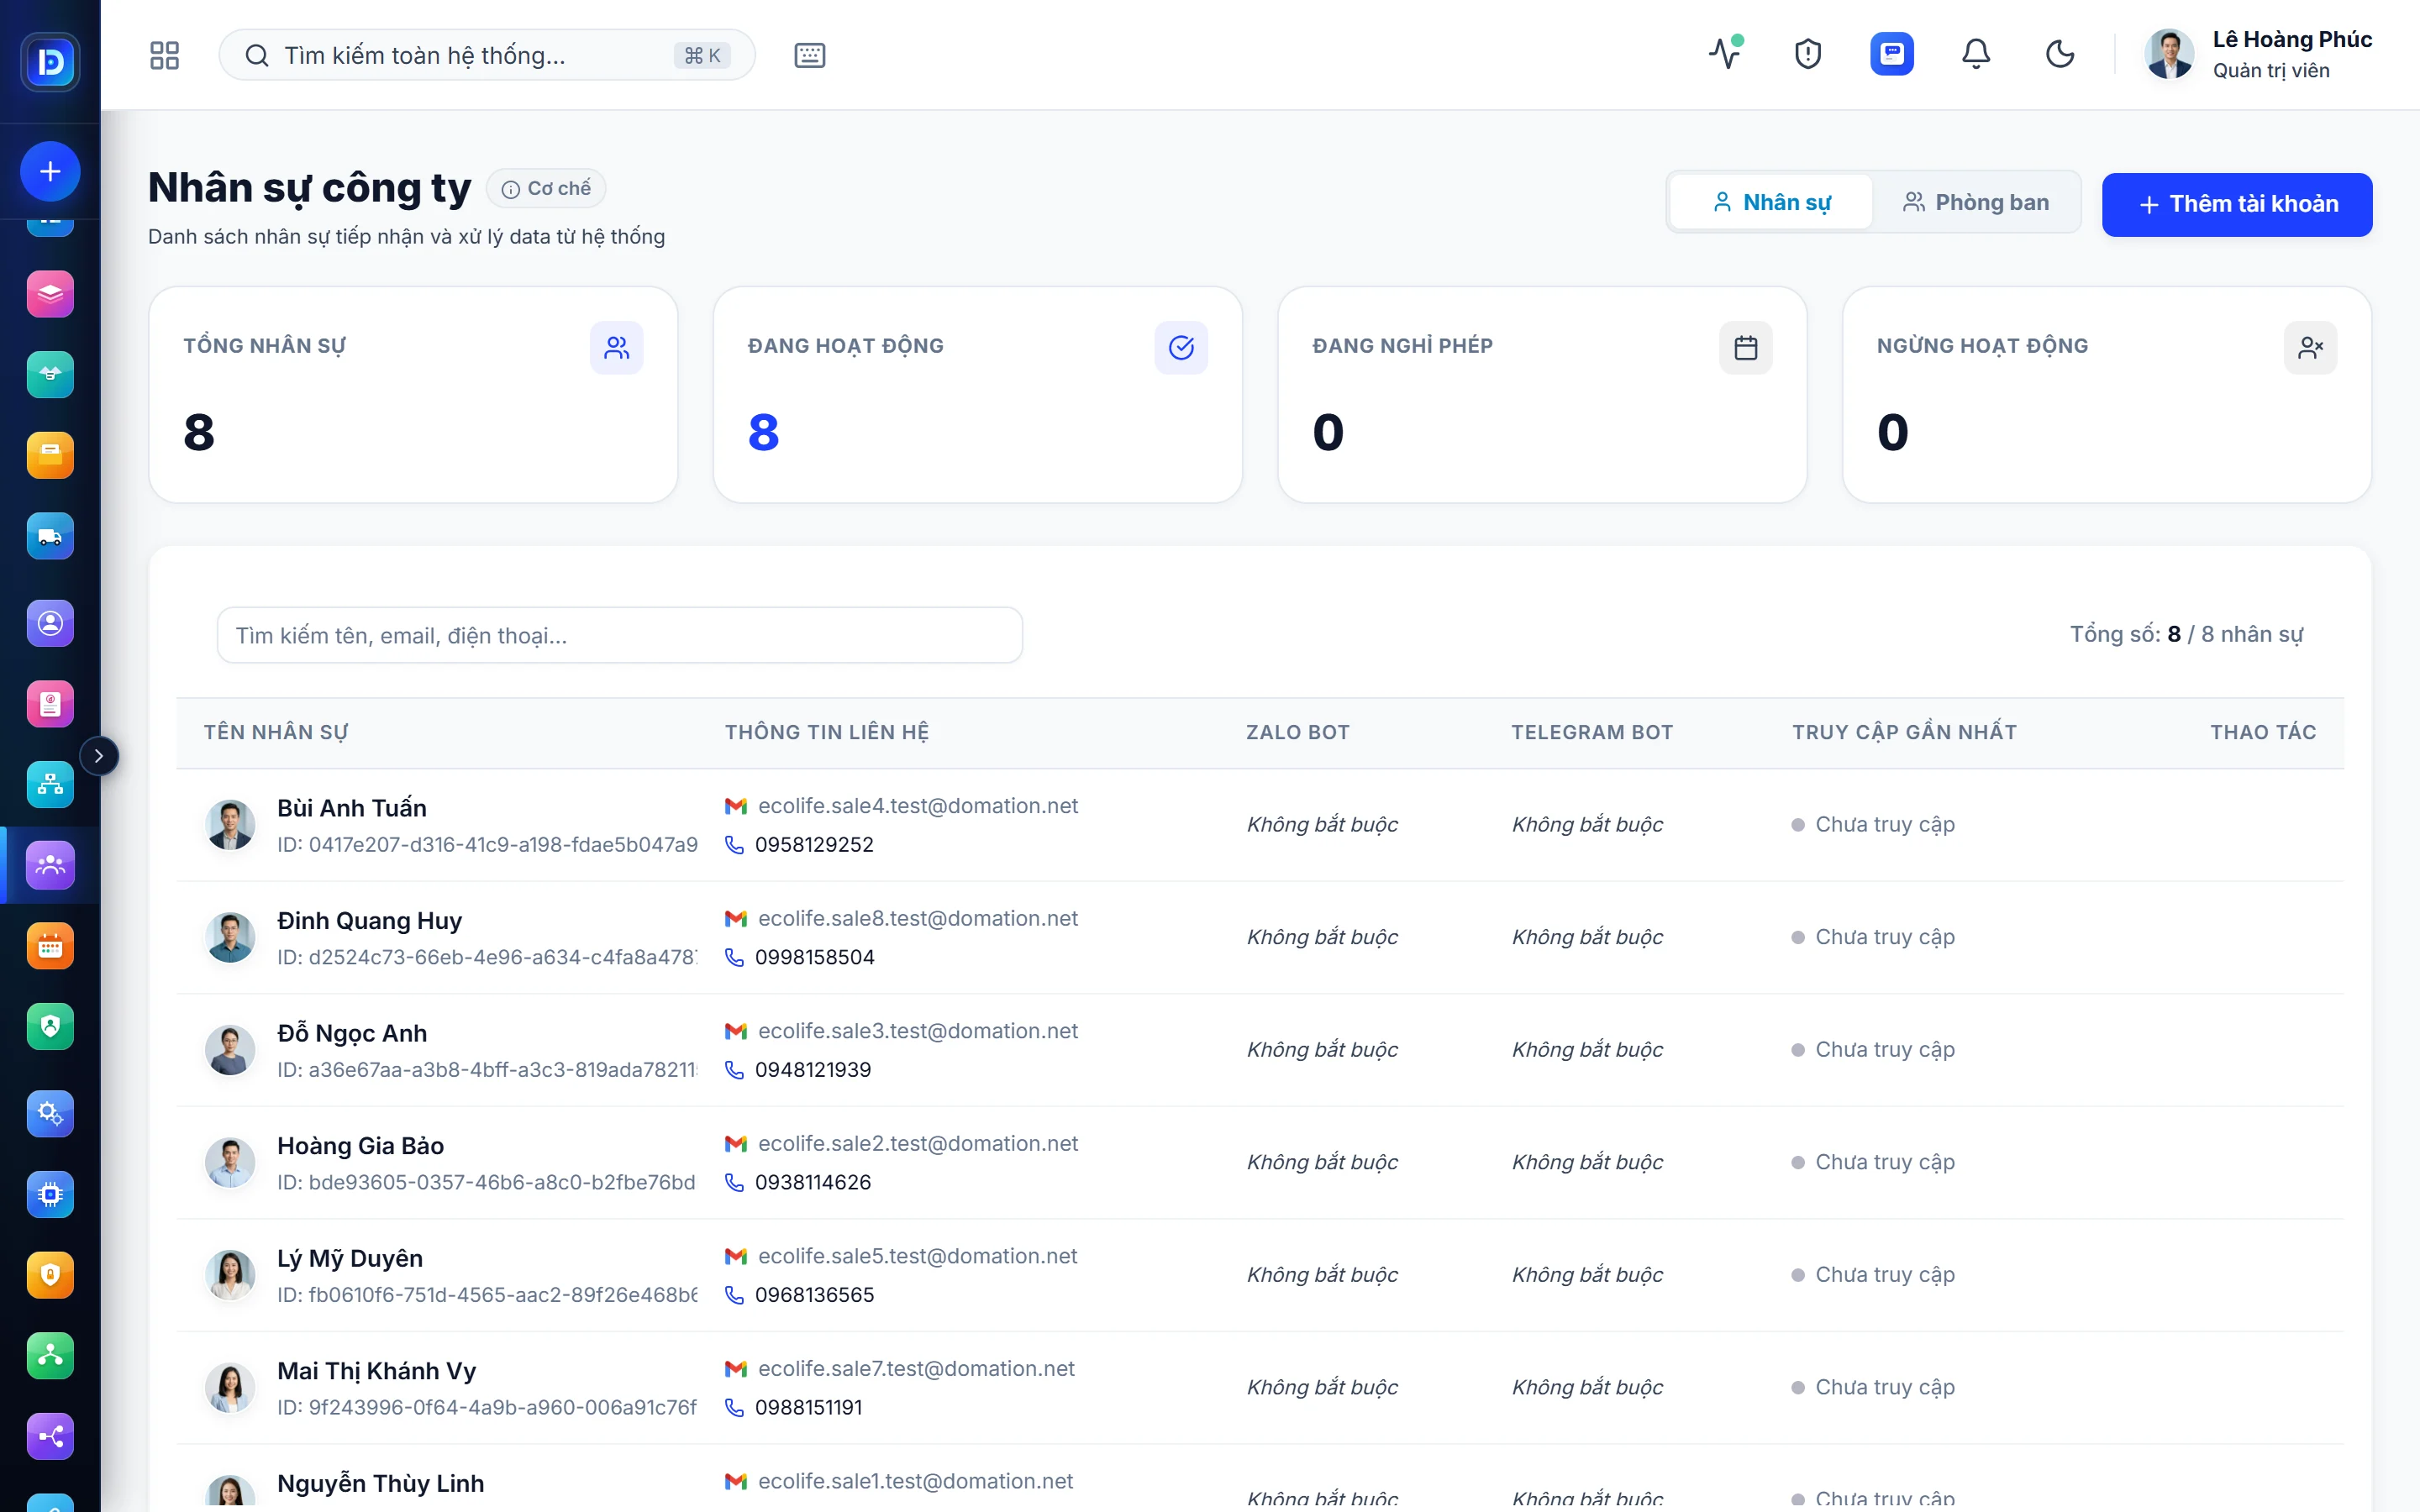 Tìm kiếm toàn hệ thống...
⌘ K
Lê Hoàng Phúc
Quản trị viên
Nhân sự công ty
Cơ chế
Danh sách nhân sự tiếp nhận và xử lý data từ hệ thống
Nhân sự
Phòng ban
Thêm tài khoản
TỔNG NHÂN SỰ
8
ĐANG HOẠT ĐỘNG
8
ĐANG NGHỈ PHÉP
0
NGỪNG HOẠT ĐỘNG
0
Tìm kiếm tên, email, điện thoại...
Tổng số: 8 / 8 nhân sự
TÊN NHÂN SỰ THÔNG TIN LIÊN HỆ ZALO BOT TELEGRAM BOT TRUY CẬP GẦN NHẤT THAO TÁC
Bùi Anh Tuấn
ID: 0417e207-d316-41c9-a198-fdae5b047a9
ecolife.sale4.test@domation.net
0958129252
Không bắt buộc
Không bắt buộc
Chưa truy cập
Đinh Quang Huy
ID: d2524c73-66eb-4e96-a634-c4fa8a478
ecolife.sale8.test@domation.net
0998158504
Không bắt buộc
Không bắt buộc
Chưa truy cập
Đỗ Ngọc Anh
ID: a36e67aa-a3b8-4bff-a3c3-819ada78211
ecolife.sale3.test@domation.net
0948121939
Không bắt buộc
Không bắt buộc
Chưa truy cập
Hoàng Gia Bảo
ID: bde93605-0357-46b6-a8c0-b2fbe76bd
ecolife.sale2.test@domation.net
0938114626
Không bắt buộc
Không bắt buộc
Chưa truy cập
Lý Mỹ Duyên
ID: fb0610f6-751d-4565-aac2-89f26e468b6
ecolife.sale5.test@domation.net
0968136565
Không bắt buộc
Không bắt buộc
Chưa truy cập
Mai Thị Khánh Vy
ID: 9f243996-0f64-4a9b-a960-006a91c76f
ecolife.sale7.test@domation.net
0988151191
Không bắt buộc
Không bắt buộc
Chưa truy cập
Nguyễn Thùy Linh
ecolife.sale1.test@domation.net
Không bắt buộc
Không bắt buộc
Chưa truy cập